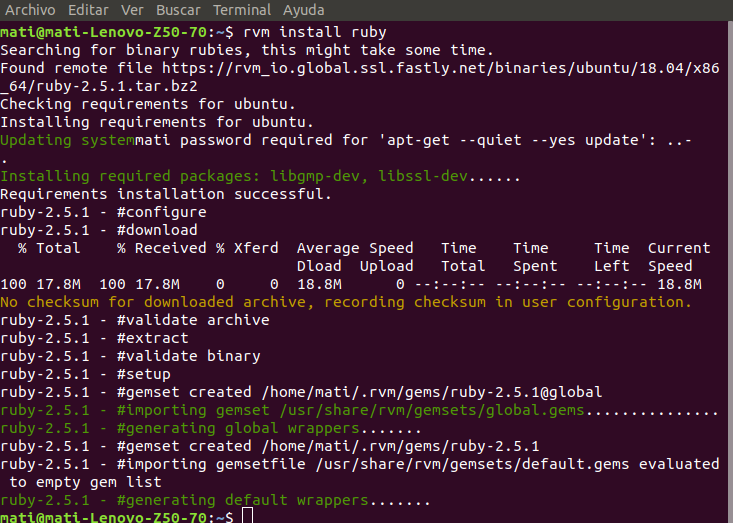 Archivo Editar Ver Buscar Terminal Ayuda
mati@mati-Lenovo-Z50-70:~$ rvm install ruby
Searching for binary rubies, this might take some time.
Found remote file https://rvm_io.global.ssl.fastly.net/binaries/ubuntu/18.04/x86
_64/ruby-2.5.1.tar.bz2
Checking requirements for ubuntu.
Installing requirements for ubuntu.
Updating systemmati password required for 'apt-get --quiet --yes update': ..-
.
Installing required packages: libgmp-dev, libssl-dev......
Requirements installation successful.
ruby-2.5.1 - #configure
ruby-2.5.1 - #download
  % Total    % Received % Xferd  Average Speed   Time    Time     Time  Current
                                 Dload  Upload   Total   Spent    Left  Speed
100 17.8M  100 17.8M    0     0  18.8M      0 --:--:-- --:--:-- --:--:-- 18.8M
No checksum for downloaded archive, recording checksum in user configuration.
ruby-2.5.1 - #validate archive
ruby-2.5.1 - #extract
ruby-2.5.1 - #validate binary
ruby-2.5.1 - #setup
ruby-2.5.1 - #gemset created /home/mati/.rvm/gems/ruby-2.5.1@global
ruby-2.5.1 - #importing gemset /usr/share/rvm/gemsets/global.gems...............
ruby-2.5.1 - #generating global wrappers.......
ruby-2.5.1 - #gemset created /home/mati/.rvm/gems/ruby-2.5.1
ruby-2.5.1 - #importing gemsetfile /usr/share/rvm/gemsets/default.gems evaluated
 to empty gem list
ruby-2.5.1 - #generating default wrappers.......
mati@mati-Lenovo-Z50-70:~$